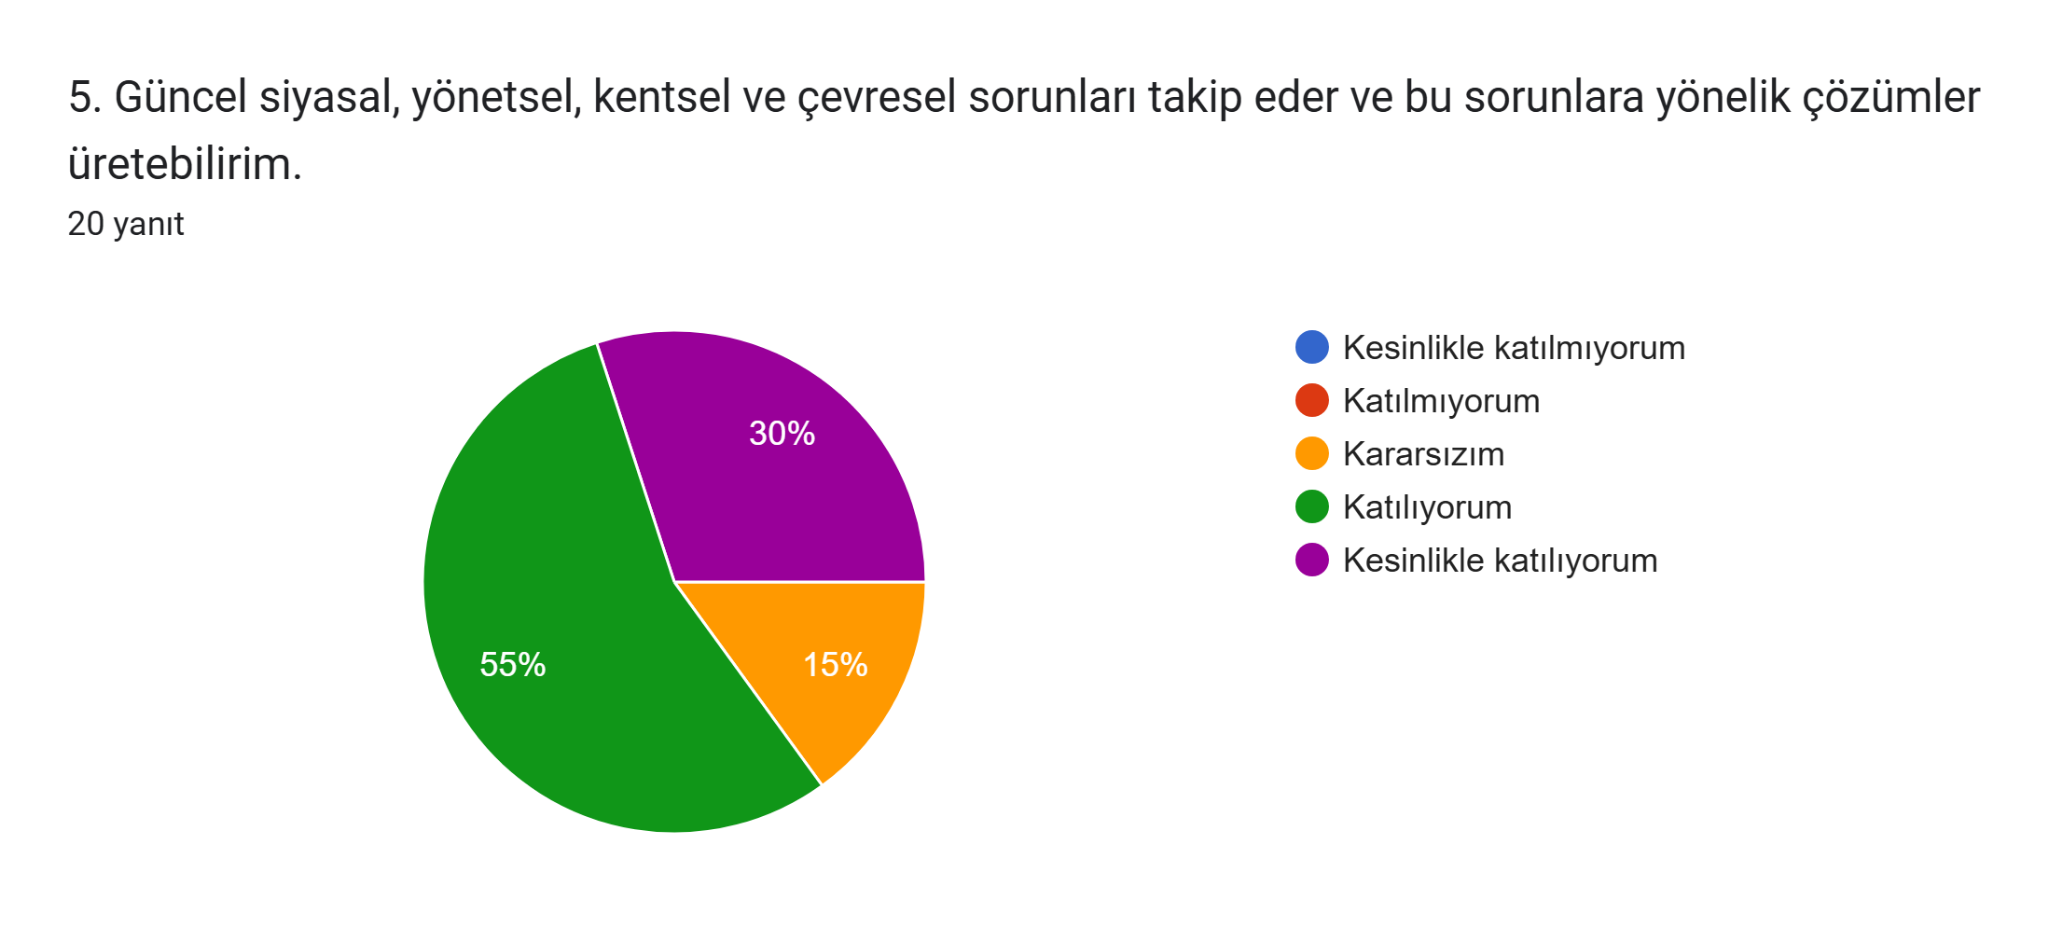 5. Güncel siyasal, yönetsel, kentsel ve çevresel sorunları takip eder ve bu sorunlara yönelik çözümler
üretebilirim.
20 yanıt
30%
55%
15%
Kesinlikle katılmıyorum
Katılmıyorum
Kararsızım
Katılıyorum
Kesinlikle katılıyorum